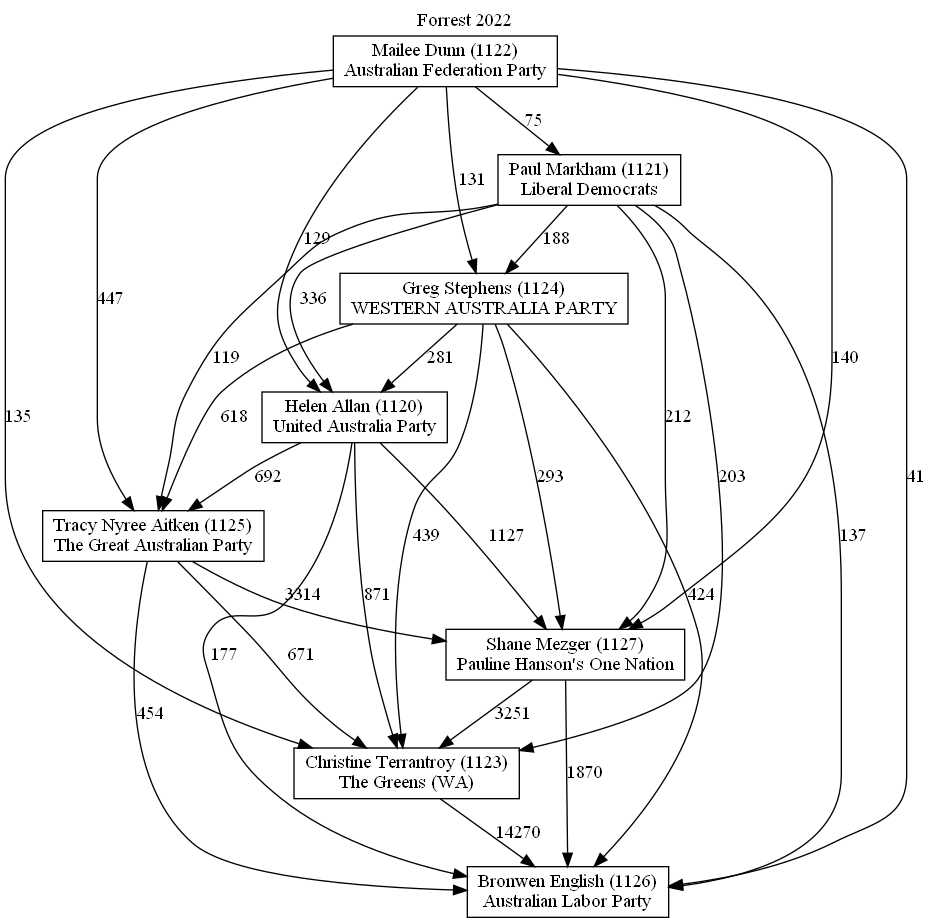 Forrest 2022
Mailee Dunn (1122)
Australian Federation Party
75
Paul Markham (1121)
Liberal Democrats
131
129
188
Greg Stephens (1124)
WESTERN AUSTRALIA PARTY
447
336
119
281
140
Helen Allan (1120)
United Australia Party
135
618
212
41
692
293
203
Tracy Nyree Aitken (1125)
The Great Australian Party
439
1127
137
3314
871
424
Shane Mezger (1127)
Pauline Hanson's One Nation
177
671
454
3251
Christine Terrantroy (1123)
The Greens (WA)
1870
14270
Bronwen English (1126)
Australian Labor Party